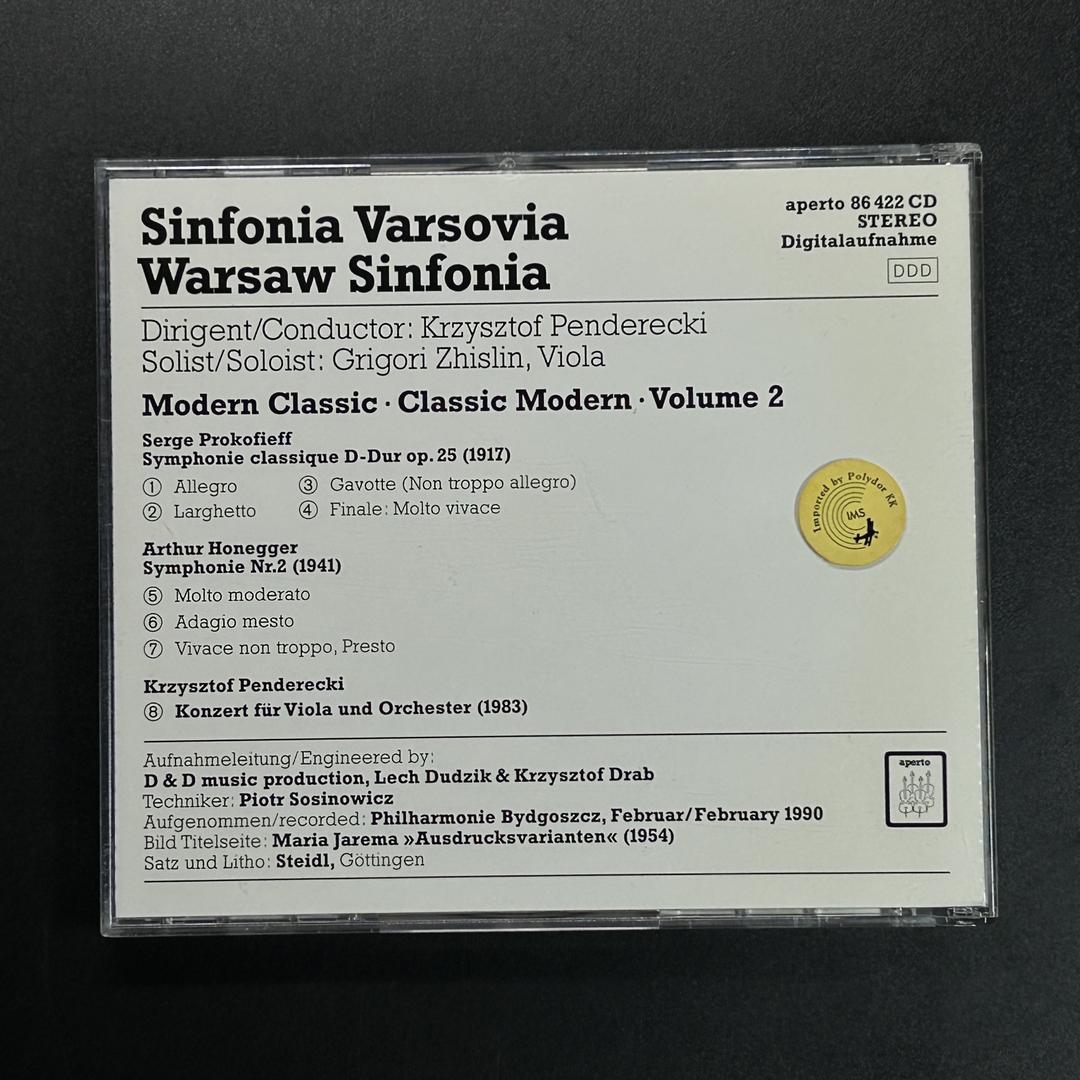 Sinfonia Varsovia
Warsaw Sinfonia
aperto 86 422 CD
STEREO
Digitalaufnahme
DDD
Dirigent/Conductor: Krzysztof Penderecki
Solist/Soloist: Grigori Zhislin, Viola
Modern Classic · Classic Modern · Volume 2
Serge Prokofieff
Symphonie classique D-Dur op. 25 (1917)
① Allegro
② Larghetto
③ Gavotte (Non troppo allegro)
④ Finale: Molto vivace
Imported by Polydor KK
IMS
Arthur Honegger
Symphonie Nr.2 (1941)
⑤ Molto moderato
⑥ Adagio mesto
⑦ Vivace non troppo, Presto
Krzysztof Penderecki
⑧ Konzert für Viola und Orchester (1983)
Aufnahmeleitung/Engineered by:
D & D music production, Lech Dudzik & Krzysztof Drab
Techniker: Piotr Sosinowicz
Aufgenommen/recorded: Philharmonie Bydgoszcz, Februar/February 1990
Bild Titelseite: Maria Jarema »Ausdrucksvarianten« (1954)
Satz und Litho: Steidl, Göttingen
aperto